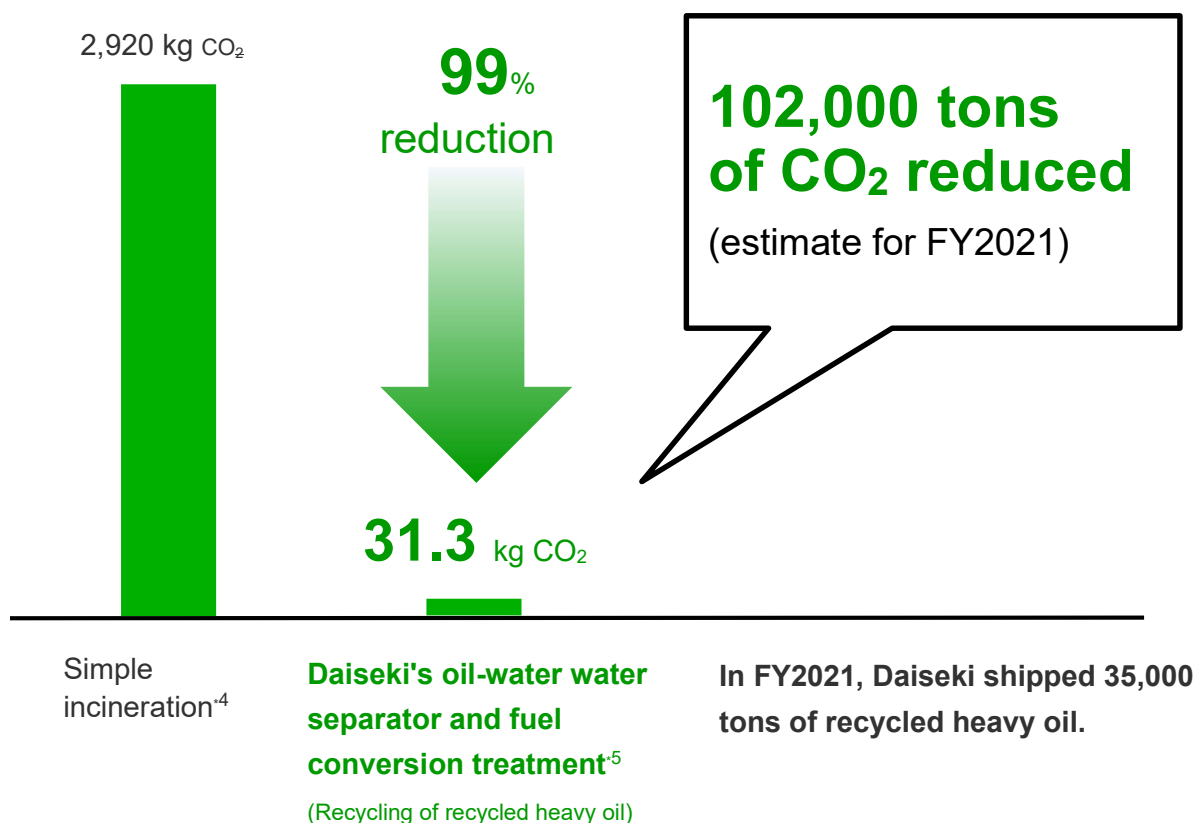 2,920 kg CO₂
99%
reduction
102,000 tons
of CO₂ reduced
(estimate for FY2021)
31.3 kg CO₂
Simple
incineration*4
Daiseki's oil-water water
separator and fuel
conversion treatment*5
(Recycling of recycled heavy oil)
In FY2021, Daiseki shipped 35,000
tons of recycled heavy oil.